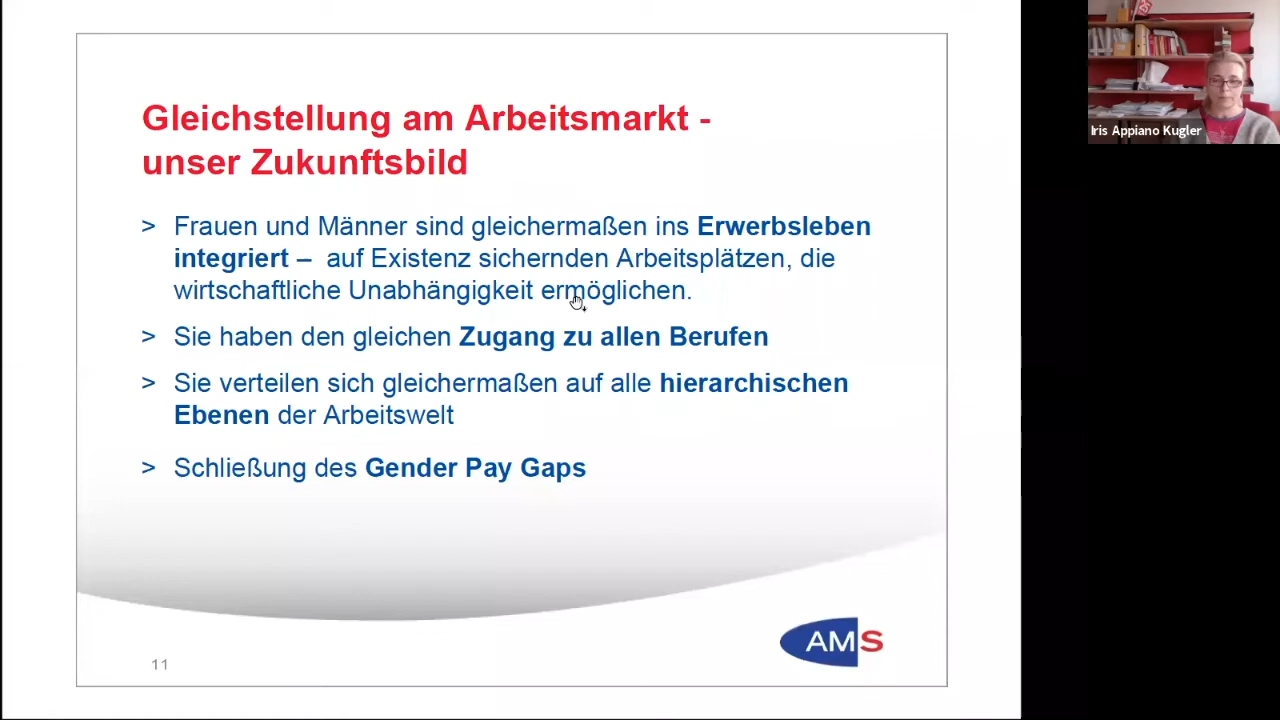 Gleichstellung am Arbeitsmarkt -
unser Zukunftsbild
> Frauen und Männer sind gleichermaßen ins Erwerbsleben
integriert – auf Existenz sichernden Arbeitsplätzen, die
wirtschaftliche Unabhängigkeit ermöglichen.
> Sie haben den gleichen Zugang zu allen Berufen
> Sie verteilen sich gleichermaßen auf alle hierarchischen
Ebenen der Arbeitswelt
> Schließung des Gender Pay Gaps
11
AMS
Iris Appiano Kugler